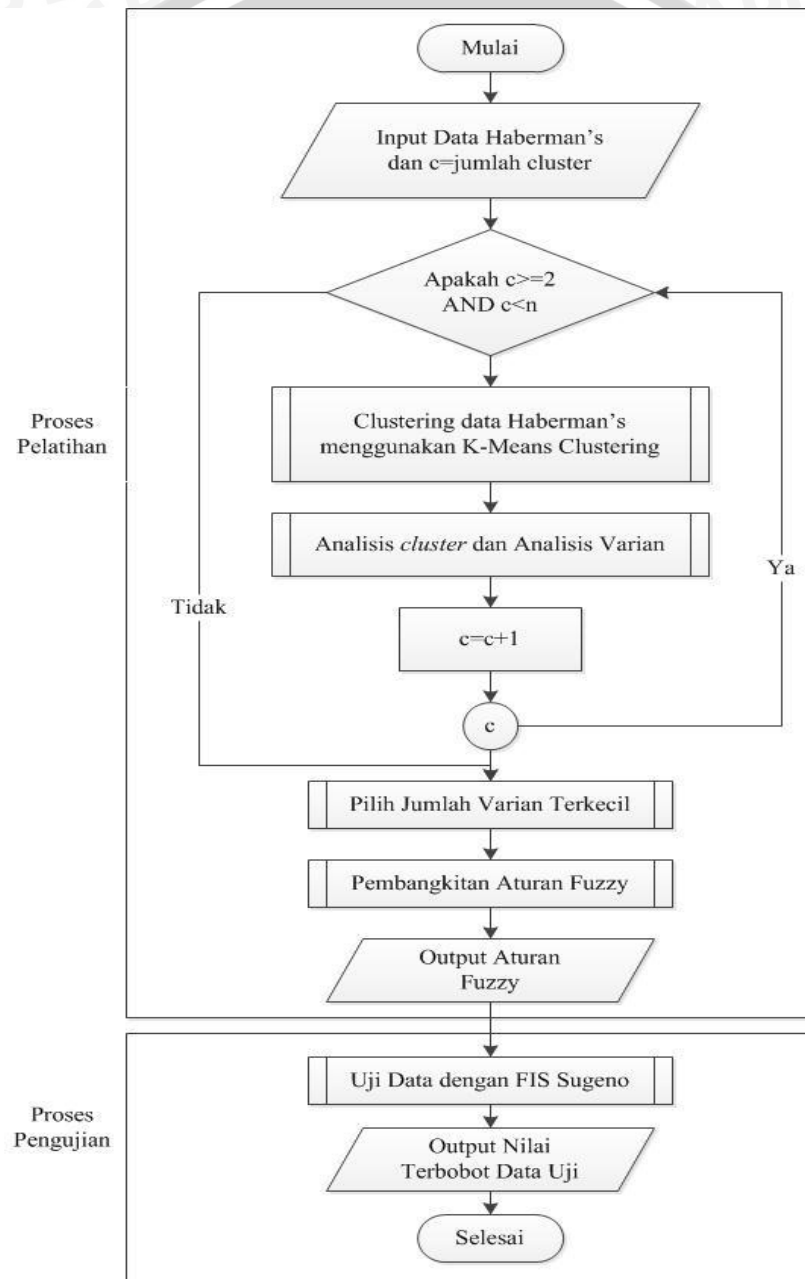 Mulai
Input Data Haberman's
dan c=jumlah cluster
Apakah c>=2
AND c<n
Proses
Pelatihan
Clustering data Haberman's
menggunakan K-Means Clustering
Analisis cluster dan Analisis Varian
Ya
Tidak
c=c+1
c
Pilih Jumlah Varian Terkecil
Pembangkitan Aturan Fuzzy
Output Aturan
Fuzzy
Uji Data dengan FIS Sugeno
Proses
Pengujian
Output Nilai
Terbobot Data Uji
Selesai